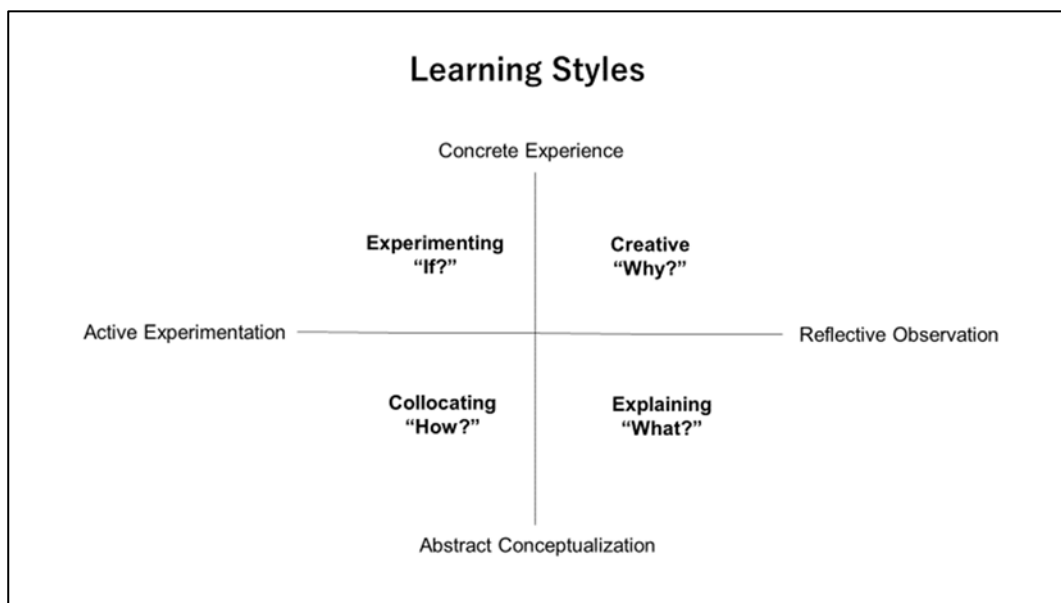 Learning Styles
Concrete Experience
Experimenting
“If?”
Creative
“Why?”
Active Experimentation
Reflective Observation
Collocating
“How?”
Explaining
“What?”
Abstract Conceptualization